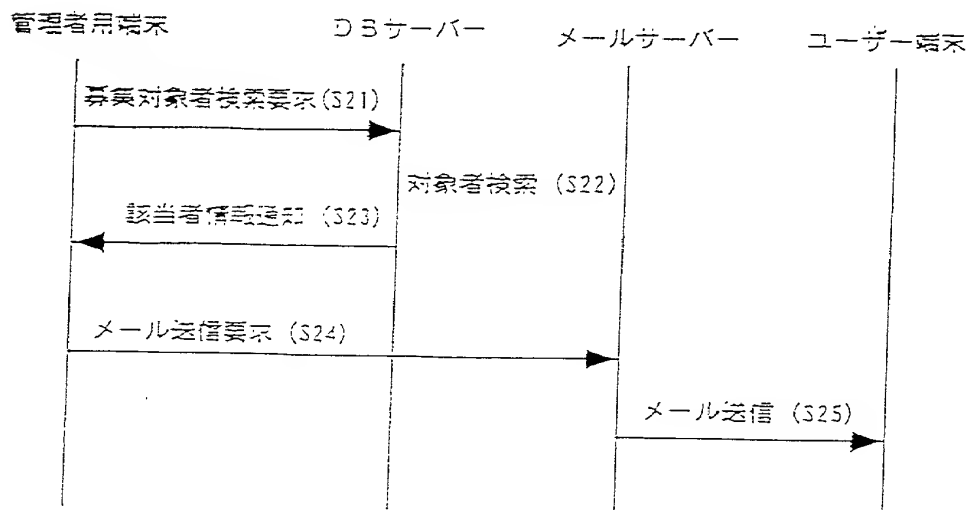 管理者用端末
DBサーバー
メールサーバー
ユーザー端末
募集対象者検索要求(S21)
対象者検索 (S22)
該当者情報通知 (S23)
メール送信要求 (S24)
メール送信 (S25)